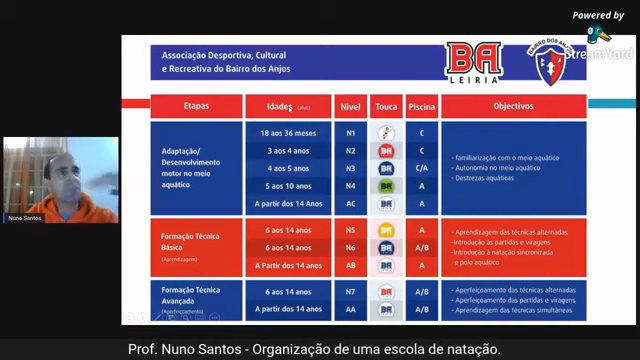 Powered by
StreamYard
Associação Desportiva, Cultural
e Recreativa do Bairro dos Anjos
BA
LEIRIA
BAIRRO DOS ANJOS
Etapas Idades (alvo) Nivel Touca Piscina Objectivos
Adaptação/
Desenvolvimento
motor no meio
aquático
18 aos 36 meses N1 C
3 aos 4 anos N2 BA C
4 aos 5 anos N3 BA C/A
5 aos 10 anos N4 BA A
A partir dos 14 Anos AC BA A
- familiarização com o meio aquático
- Autonomia no meio aquático
- Destrezas aquáticas
Formação Técnica
Básica
(Aprendizagem)
6 aos 14 anos N5 BA A
6 aos 14 anos N6 BA A/B
A Partir dos 14 anos AB BA A
- Aprendizagem das técnicas alternadas
-Introdução às partidas e viragens
-Introdução à natação sincronizada
e polo aquático
Formação Técnica
Avançada
(Aperfeiçoamento)
6 aos 14 anos N7 BA A/B
A partir dos 14 anos AA BA A/B
- Aperfeiçoamento das técnicas alternadas
- Aperfeiçoamento das partidas e viragens
- Aprendizagem das técnicas simultâneas
Nuno Santos
Prof. Nuno Santos - Organização de uma escola de natação.